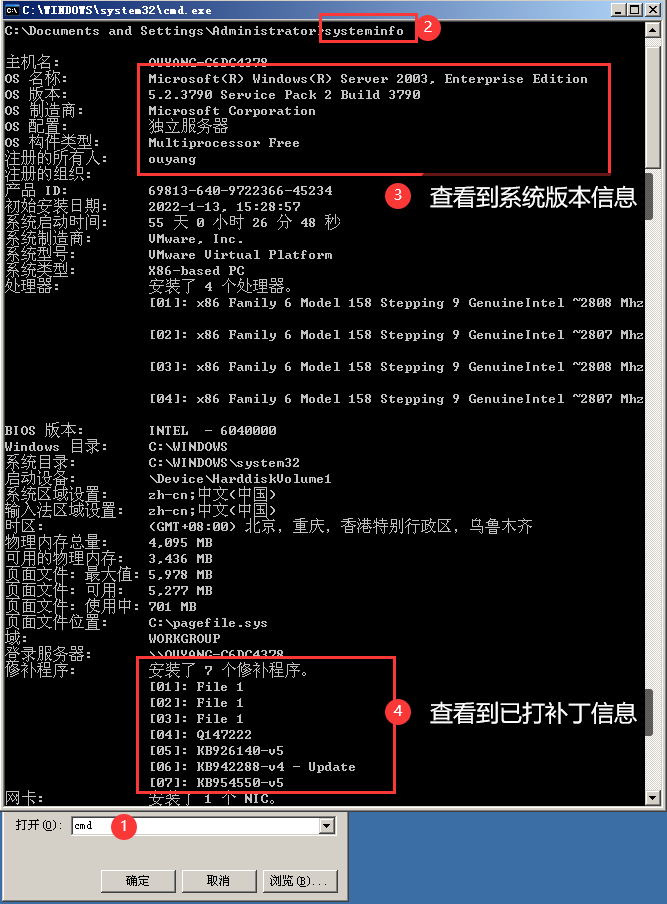 C:\WINDOWS\system32\cmd.exe
C:\Documents and Settings\Administrator>systeminfo
2
主机名: OUYANG-C6DC4378
OS 名称: Microsoft(R) Windows(R) Server 2003, Enterprise Edition
OS 版本: 5.2.3790 Service Pack 2 Build 3790
OS 制造商: Microsoft Corporation
OS 配置: 独立服务器
OS 构件类型: Multiprocessor Free
注册的所有人: ouyang
注册的组织:
3 查看到系统版本信息
产品 ID: 69813-640-9722366-45234
初始安装日期: 2022-1-13, 15:28:57
系统启动时间: 55 天 0 小时 26 分 48 秒
系统制造商: VMware, Inc.
系统型号: VMware Virtual Platform
系统类型: X86-based PC
处理器: 安装了 4 个处理器。
[01]: x86 Family 6 Model 158 Stepping 9 GenuineIntel ~2808 Mhz
[02]: x86 Family 6 Model 158 Stepping 9 GenuineIntel ~2807 Mhz
[03]: x86 Family 6 Model 158 Stepping 9 GenuineIntel ~2808 Mhz
[04]: x86 Family 6 Model 158 Stepping 9 GenuineIntel ~2807 Mhz
BIOS 版本: INTEL  - 6040000
Windows 目录: C:\WINDOWS
系统目录: C:\WINDOWS\system32
启动设备: \Device\HarddiskVolume1
系统区域设置: zh-cn;中文(中国)
输入法区域设置: zh-cn;中文(中国)
时区: (GMT+08:00) 北京, 重庆, 香港特别行政区, 乌鲁木齐
物理内存总量: 4,095 MB
可用的物理内存: 3,436 MB
页面文件: 最大值: 5,978 MB
页面文件: 可用: 5,277 MB
页面文件: 使用中: 701 MB
页面文件位置: C:\pagefile.sys
域: WORKGROUP
登录服务器: \\OUYANG-C6DC4378
修补程序: 安装了 7 个修补程序。
[01]: File 1
[02]: File 1
[03]: File 1
4 查看到已打补丁信息
[04]: Q147222
[05]: KB926140-v5
[06]: KB942288-v4 - Update
[07]: KB954550-v5
网卡: 安装了 1 个 NIC。
打开(O): cmd 1
确定 取消 浏览(B)...